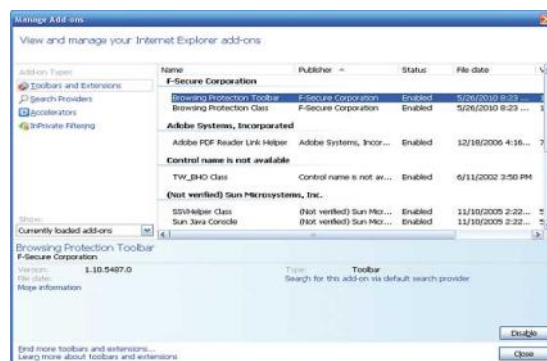 Manage Add-ons
View and manage your Internet Explorer add-ons
Add-on Types
Toolbars and Extensions
Search Providers
Accelerators
InPrivate Filtering
Show:
Currently loaded add-ons
Name Publisher Status File date
F-Secure Corporation
Browsing Protection Toolbar F-Secure Corporation Enabled 5/26/2010 8:23 ...
Browsing Protection Class F-Secure Corporation Enabled 5/26/2010 8:23 ...
Adobe Systems, Incorporated
Adobe PDF Reader Link Helper Adobe Systems, Incor... Enabled 12/18/2006 4:16...
Control name is not available
TW_BHO Class Control name is not av... Enabled 6/11/2002 3:50 PM
(Not verified) Sun Microsystems, Inc.
SSVHelper Class (Not verified) Sun Micr... Enabled 11/10/2005 2:22...
Sun Java Console (Not verified) Sun Micr... Enabled 11/10/2005 2:22...
Browsing Protection Toolbar
F-Secure Corporation
Version: 1.10.5487.0
File date:
More information
Type: Toolbar
Search for this add-on via default search provider
Disable
Find more toolbars and extensions...
Learn more about toolbars and extensions
Close